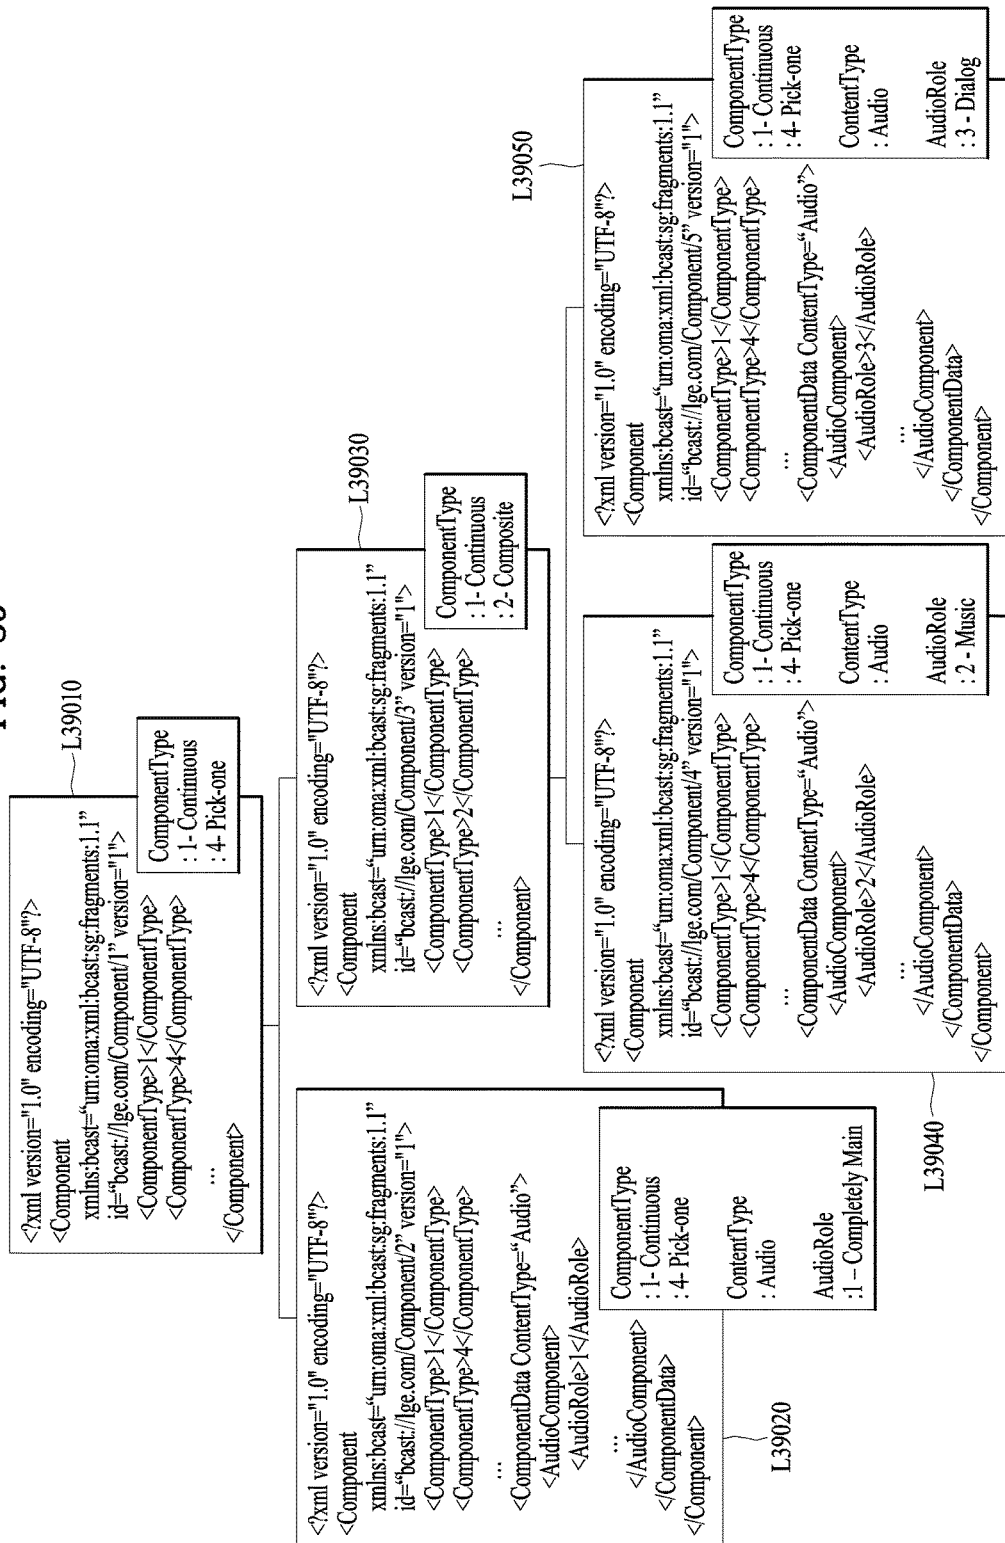 L39010
<?xml version="1.0" encoding="UTF-8"?>
<Component
xmlns:bcast=“urn:oma:xml:bcast:sg:fragments:1.1”
id=“bcast://lge.com/Component/1” version="1">
<ComponentType>1</ComponentType>
<ComponentType>4</ComponentType>
...
</Component>
ComponentType
: 1- Continuous
: 4- Pick-one
<?xml version="1.0" encoding="UTF-8"?>
<Component
xmlns:bcast=“urn:oma:xml:bcast:sg:fragments:1.1”
id=“bcast://lge.com/Component/2” version="1">
<ComponentType>1</ComponentType>
<ComponentType>4</ComponentType>
...
<ComponentData ContentType=“Audio”>
<AudioComponent>
<AudioRole>1</AudioRole>
...
</AudioComponent>
</ComponentData>
</Component>
ComponentType
: 1- Continuous
: 4- Pick-one
ContentType
: Audio
AudioRole
:1 – Completely Main
L39020
L39030
<?xml version="1.0" encoding="UTF-8"?>
<Component
xmlns:bcast=“urn:oma:xml:bcast:sg:fragments:1.1”
id=“bcast://lge.com/Component/3” version="1">
<ComponentType>1</ComponentType>
<ComponentType>2</ComponentType>
...
</Component>
ComponentType
: 1- Continuous
: 2- Composite
<?xml version="1.0" encoding="UTF-8"?>
<Component
xmlns:bcast=“urn:oma:xml:bcast:sg:fragments:1.1”
id=“bcast://lge.com/Component/4” version="1">
<ComponentType>1</ComponentType>
<ComponentType>4</ComponentType>
...
<ComponentData ContentType=“Audio”>
<AudioComponent>
<AudioRole>2</AudioRole>
...
</AudioComponent>
</ComponentData>
</Component>
ComponentType
: 1- Continuous
: 4- Pick-one
ContentType
: Audio
AudioRole
: 2 - Music
L39040
L39050
<?xml version="1.0" encoding="UTF-8"?>
<Component
xmlns:bcast=“urn:oma:xml:bcast:sg:fragments:1.1”
id=“bcast://lge.com/Component/5” version="1">
<ComponentType>1</ComponentType>
<ComponentType>4</ComponentType>
...
<ComponentData ContentType=“Audio”>
<AudioComponent>
<AudioRole>3</AudioRole>
...
</AudioComponent>
</ComponentData>
</Component>
ComponentType
: 1- Continuous
: 4- Pick-one
ContentType
: Audio
AudioRole
: 3 - Dialog